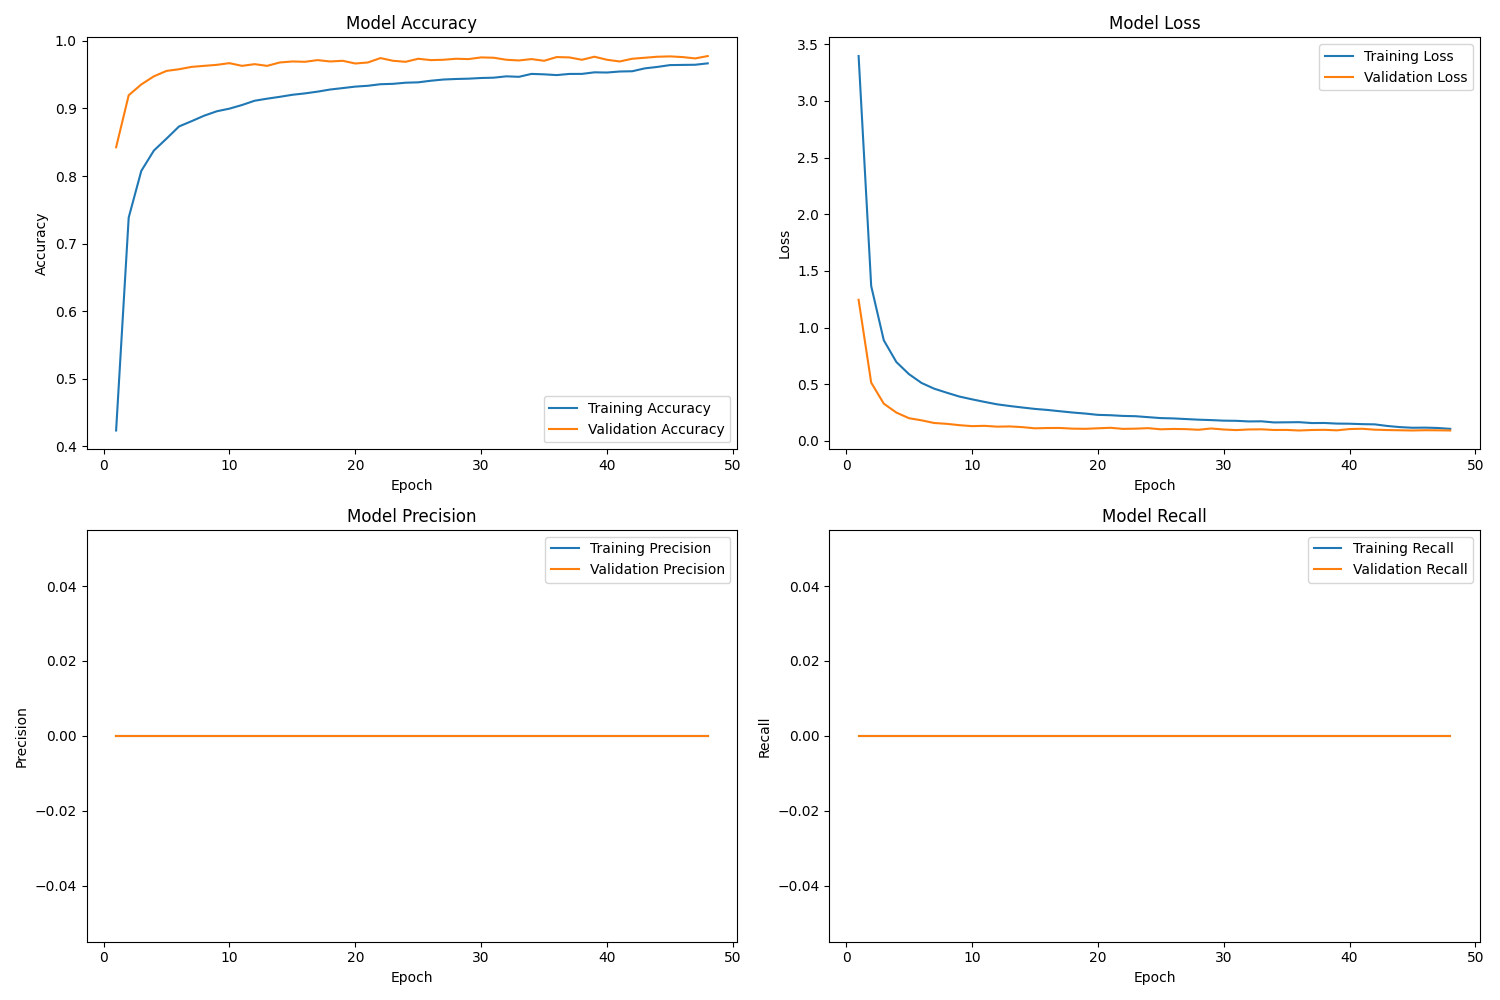 Model Accuracy
1.0
0.9
0.8
0.7
0.6
0.5
0.4
Accuracy
Training Accuracy
Validation Accuracy
0 10 20 30 40 50
Epoch
Model Loss
3.5
3.0
2.5
2.0
1.5
1.0
0.5
0.0
Loss
Training Loss
Validation Loss
0 10 20 30 40 50
Epoch
Model Precision
0.04
0.02
0.00
−0.02
−0.04
Precision
Training Precision
Validation Precision
0 10 20 30 40 50
Epoch
Model Recall
0.04
0.02
0.00
−0.02
−0.04
Recall
Training Recall
Validation Recall
0 10 20 30 40 50
Epoch